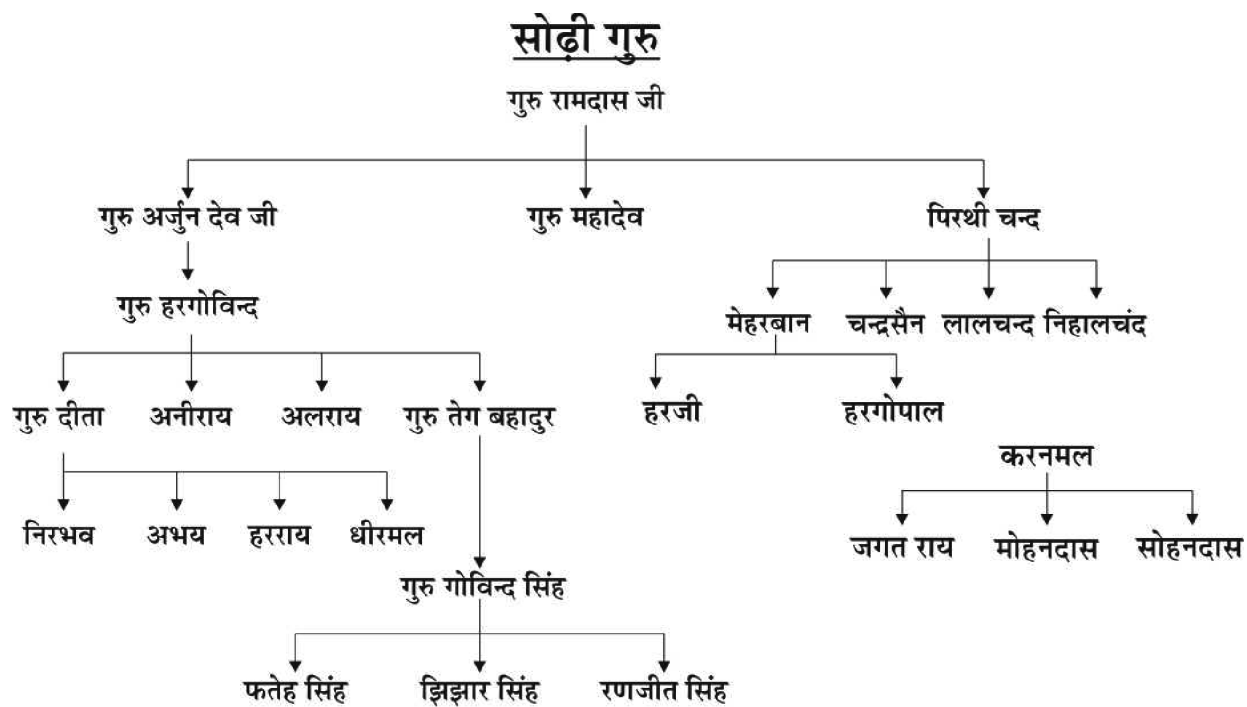 सोढ़ी गुरु
गुरु रामदास जी
गुरु अर्जुन देव जी गुरु महादेव पिरथी चन्द
गुरु हरगोविन्द
मेहरबान चन्द्रसैन लालचन्द निहालचंद
गुरु दीता अनीराय अलराय गुरु तेग बहादुर हरजी हरगोपाल
करनमल
निरभव अभय हरराय धीरमल जगत राय मोहनदास सोहनदास
गुरु गोविन्द सिंह
फतेह सिंह झिझार सिंह रणजीत सिंह